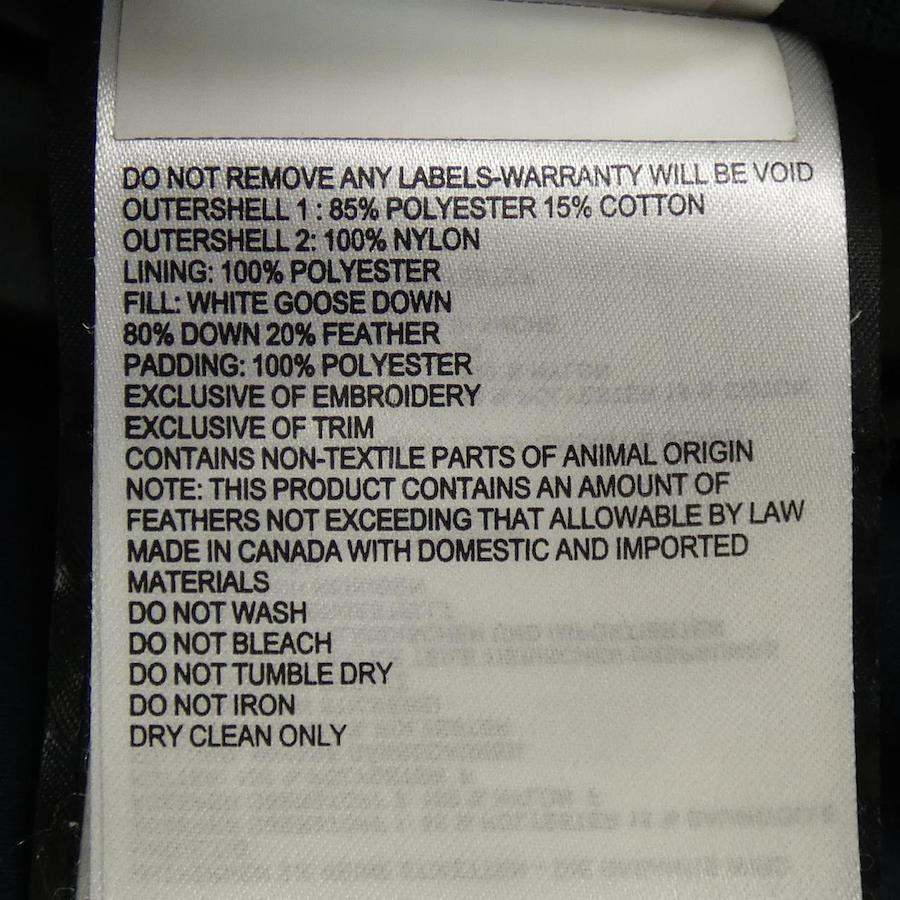 DO NOT REMOVE ANY LABELS-WARRANTY WILL BE VOID
OUTERSHELL 1 : 85% POLYESTER 15% COTTON
OUTERSHELL 2: 100% NYLON
LINING: 100% POLYESTER
FILL: WHITE GOOSE DOWN
80% DOWN 20% FEATHER
PADDING: 100% POLYESTER
EXCLUSIVE OF EMBROIDERY
EXCLUSIVE OF TRIM
CONTAINS NON-TEXTILE PARTS OF ANIMAL ORIGIN
NOTE: THIS PRODUCT CONTAINS AN AMOUNT OF
FEATHERS NOT EXCEEDING THAT ALLOWABLE BY LAW
MADE IN CANADA WITH DOMESTIC AND IMPORTED
MATERIALS
DO NOT WASH
DO NOT BLEACH
DO NOT TUMBLE DRY
DO NOT IRON
DRY CLEAN ONLY